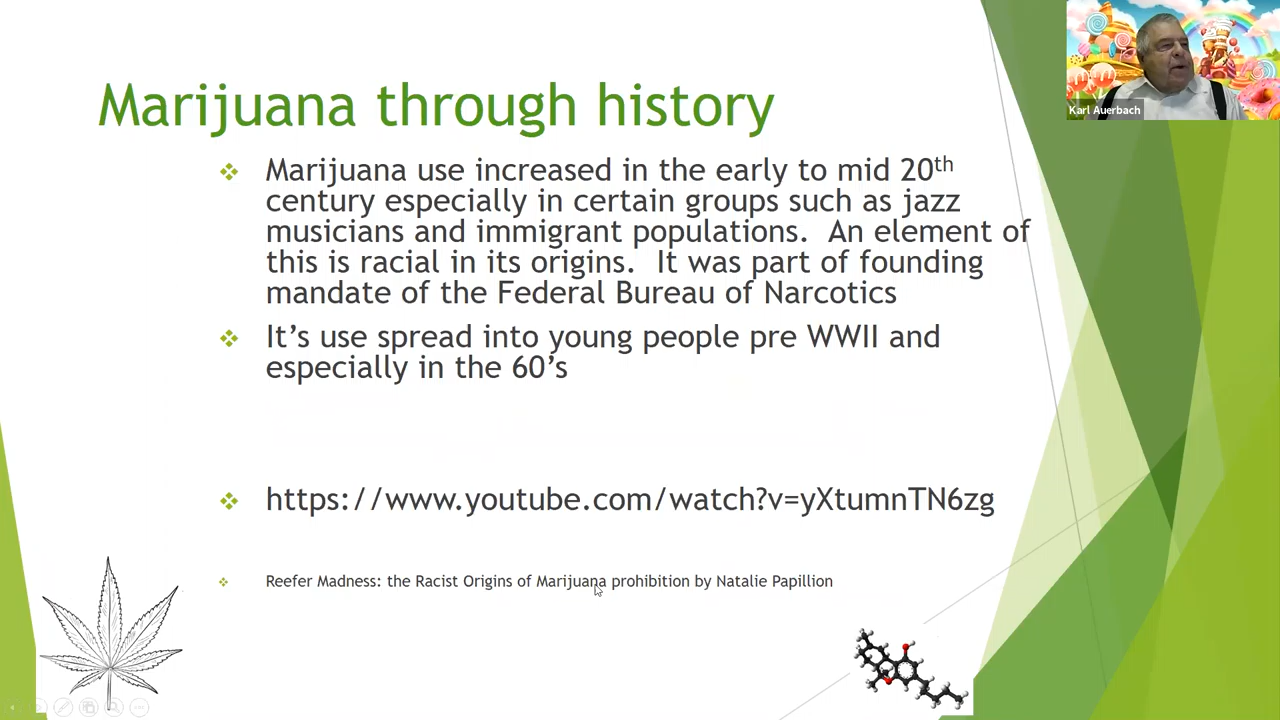 Karl Auerbach
Marijuana through history
Marijuana use increased in the early to mid 20th
century especially in certain groups such as jazz
musicians and immigrant populations.  An element of
this is racial in its origins.  It was part of founding
mandate of the Federal Bureau of Narcotics
It’s use spread into young people pre WWII and
especially in the 60’s
https://www.youtube.com/watch?v=yXtumnTN6zg
Reefer Madness: the Racist Origins of Marijuana prohibition by Natalie Papillion
4